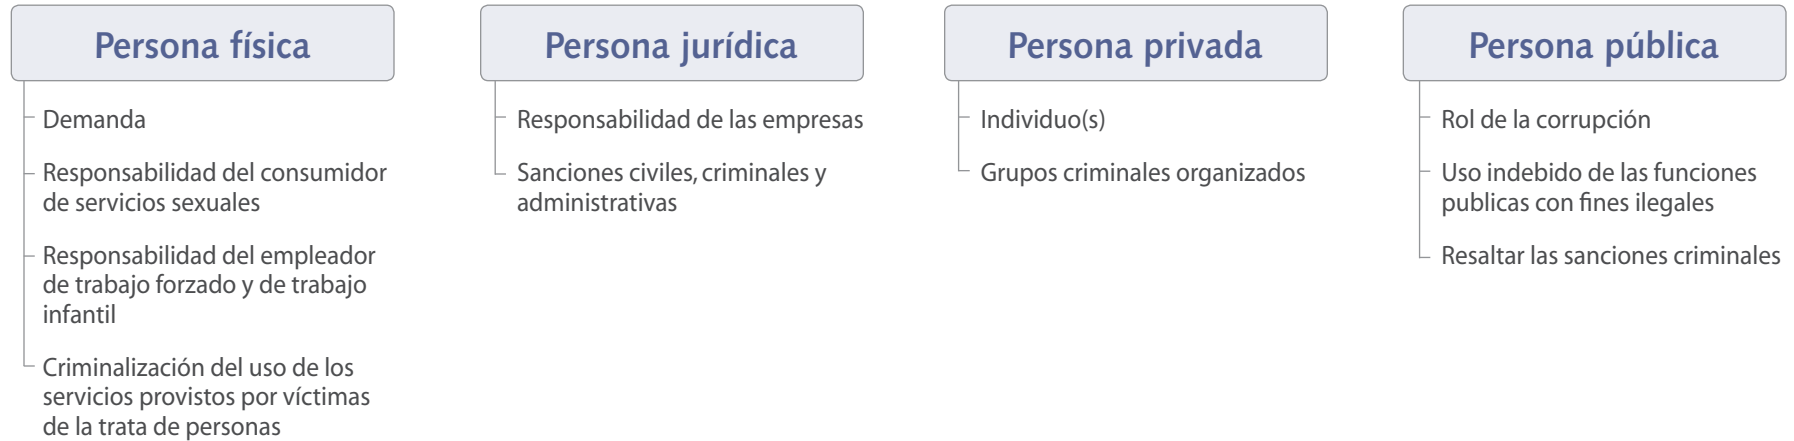 Persona física
Demanda
Responsabilidad del consumidor
de servicios sexuales
Responsabilidad del empleador
de trabajo forzado y de trabajo
infantil
Criminalización del uso de los
servicios provistos por víctimas
de la trata de personas
Persona jurídica
Responsabilidad de las empresas
Sanciones civiles, criminales y
administrativas
Persona privada
Individuo(s)
Grupos criminales organizados
Persona pública
Rol de la corrupción
Uso indebido de las funciones
publicas con fines ilegales
Resaltar las sanciones criminales